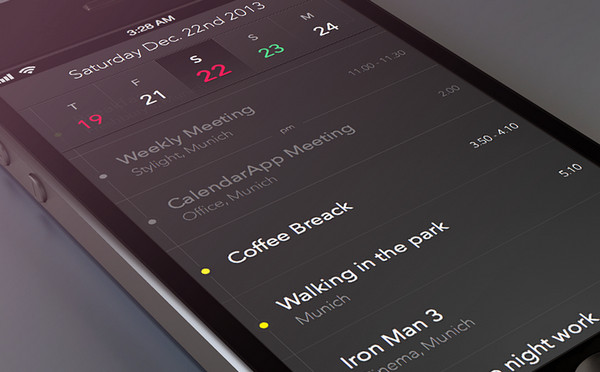 3:28 AM
Saturday Dec. 22nd 2013
T F S S M
19 21 22 23 24
Weekly Meeting 11.00 - 11.30
Stylight, Munich
pm
CalendarApp Meeting 2.00
Office, Munich
Coffee Breack 3.50 - 4.10
Walking in the park 5.10
Munich
Iron Man 3
Cinema, Munich
night work